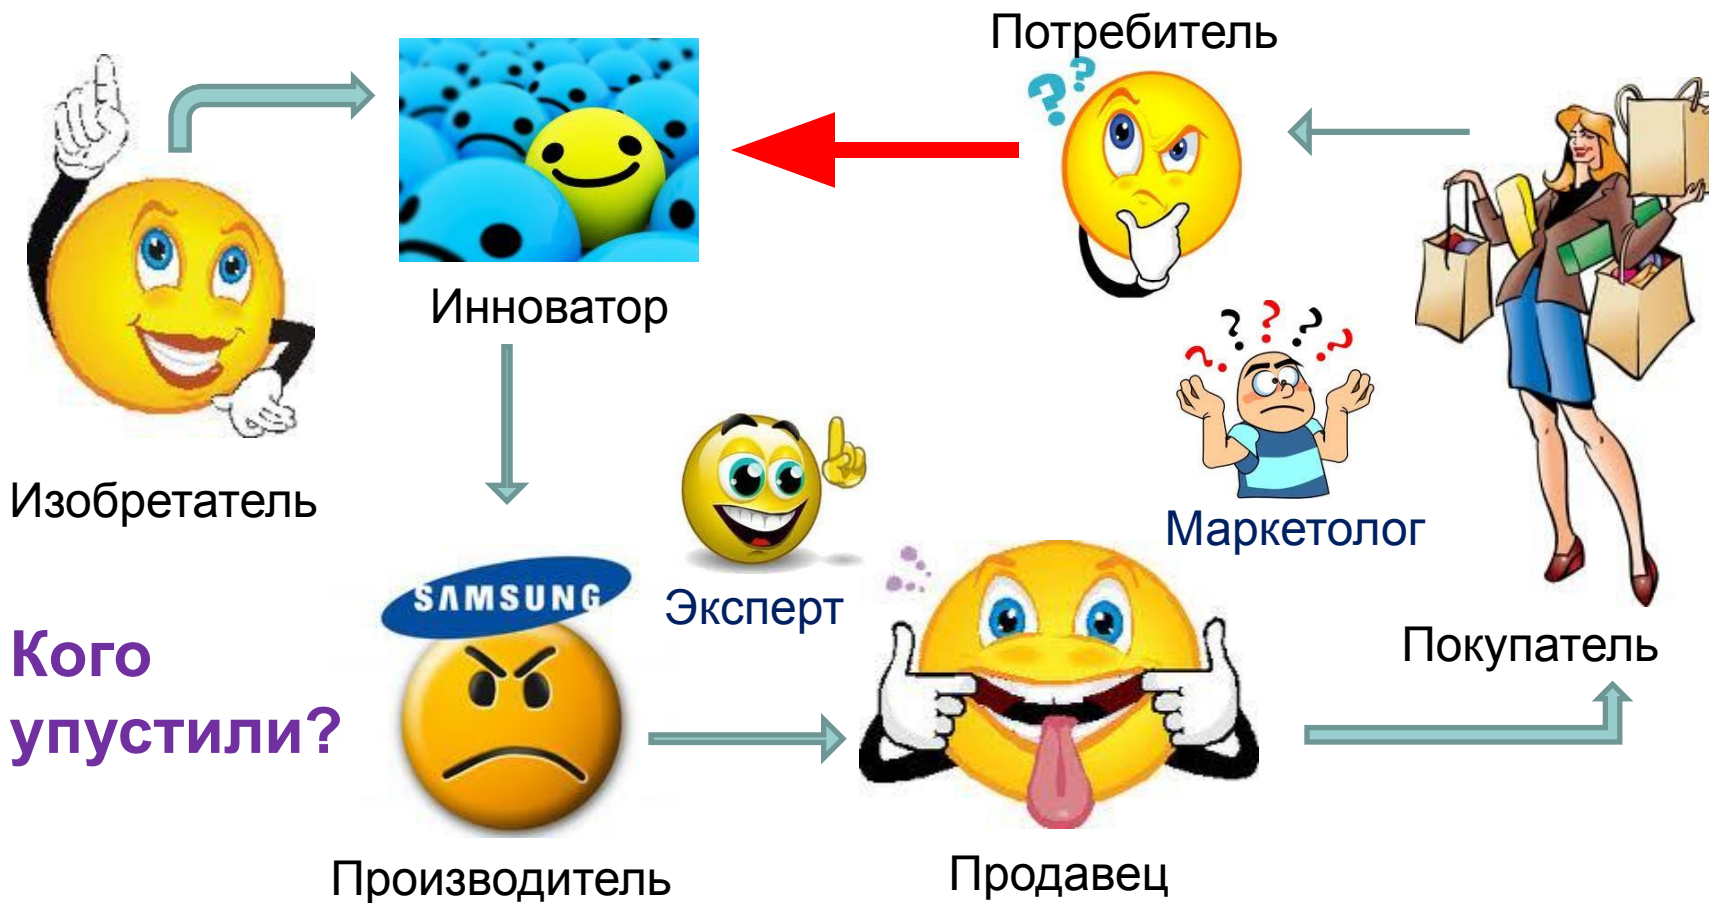 Потребитель
? ?
Инноватор
? ? ? ? ?
Изобретатель
Маркетолог
SAMSUNG
Эксперт
Кого
упустили?
Покупатель
Производитель
Продавец